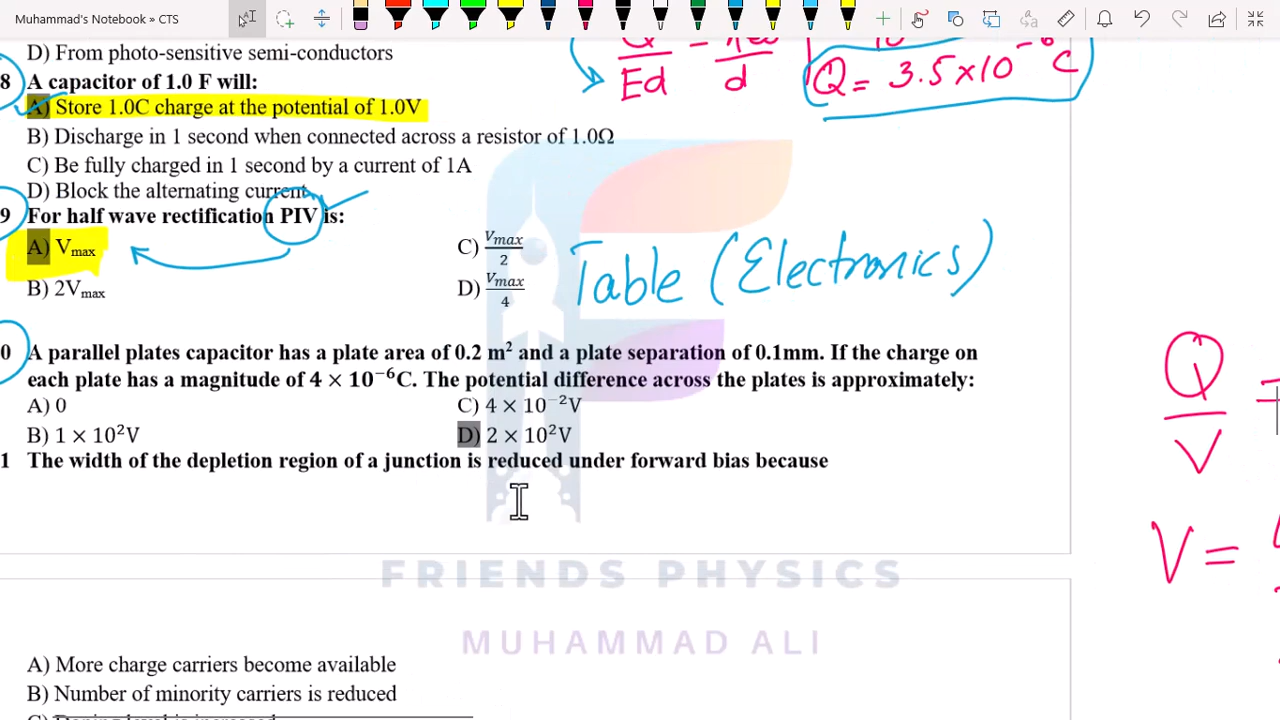 Muhammad's Notebook » CTS
D) From photo-sensitive semi-conductors
Ed
d
Q = 3.5×10⁻⁶ C
8 A capacitor of 1.0 F will:
A) Store 1.0C charge at the potential of 1.0V
B) Discharge in 1 second when connected across a resistor of 1.0Ω
C) Be fully charged in 1 second by a current of 1A
D) Block the alternating current
9 For half wave rectification PIV is:
A) Vmax
C) Vmax/2
B) 2Vmax
D) Vmax/4
Table (Electronics)
0 A parallel plates capacitor has a plate area of 0.2 m² and a plate separation of 0.1mm. If the charge on
each plate has a magnitude of 4 × 10⁻⁶C. The potential difference across the plates is approximately:
A) 0
C) 4 × 10⁻²V
B) 1 × 10²V
D) 2 × 10²V
Q/V =
V =
1 The width of the depletion region of a junction is reduced under forward bias because
FRIENDS PHYSICS
MUHAMMAD ALI
A) More charge carriers become available
B) Number of minority carriers is reduced